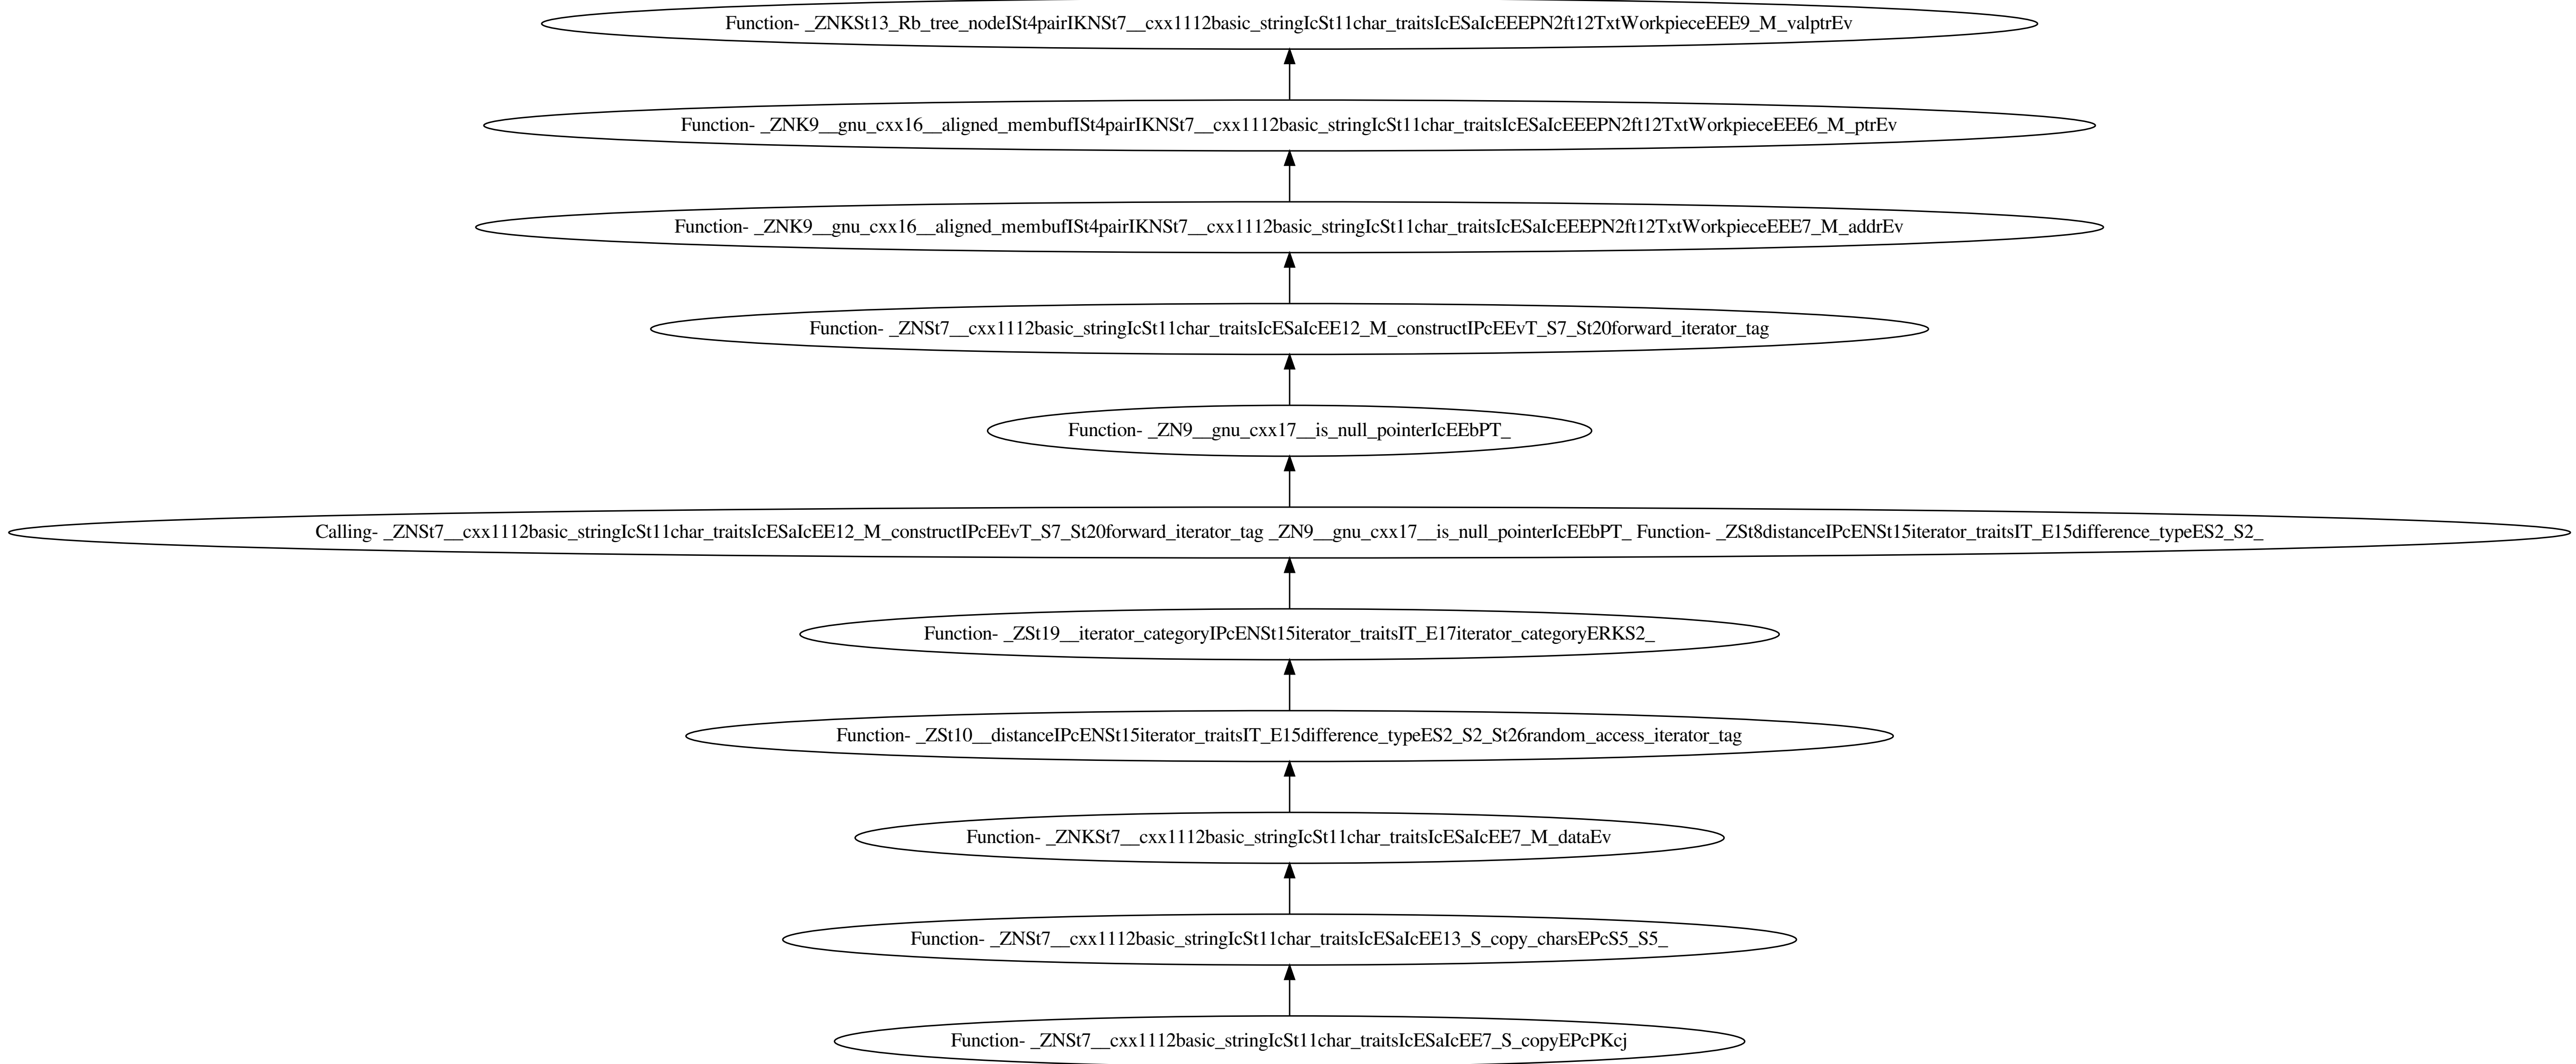 Function- _ZNKSt13_Rb_tree_nodeISt4pairIKNSt7__cxx1112basic_stringIcSt11char_traitsIcESaIcEEEPN2ft12TxtWorkpieceEEE9_M_valptrEv
Function- _ZNK9__gnu_cxx16__aligned_membufISt4pairIKNSt7__cxx1112basic_stringIcSt11char_traitsIcESaIcEEEPN2ft12TxtWorkpieceEEE6_M_ptrEv
Function- _ZNK9__gnu_cxx16__aligned_membufISt4pairIKNSt7__cxx1112basic_stringIcSt11char_traitsIcESaIcEEEPN2ft12TxtWorkpieceEEE7_M_addrEv
Function- _ZNSt7__cxx1112basic_stringIcSt11char_traitsIcESaIcEE12_M_constructIPcEEvT_S7_St20forward_iterator_tag
Function- _ZN9__gnu_cxx17__is_null_pointerIcEEbPT_
Calling- _ZNSt7__cxx1112basic_stringIcSt11char_traitsIcESaIcEE12_M_constructIPcEEvT_S7_St20forward_iterator_tag _ZN9__gnu_cxx17__is_null_pointerIcEEbPT_ Function- _ZSt8distanceIPcENSt15iterator_traitsIT_E15difference_typeES2_S2_
Function- _ZSt19__iterator_categoryIPcENSt15iterator_traitsIT_E17iterator_categoryERKS2_
Function- _ZSt10__distanceIPcENSt15iterator_traitsIT_E15difference_typeES2_S2_St26random_access_iterator_tag
Function- _ZNKSt7__cxx1112basic_stringIcSt11char_traitsIcESaIcEE7_M_dataEv
Function- _ZNSt7__cxx1112basic_stringIcSt11char_traitsIcESaIcEE13_S_copy_charsEPcS5_S5_
Function- _ZNSt7__cxx1112basic_stringIcSt11char_traitsIcESaIcEE7_S_copyEPcPKcj